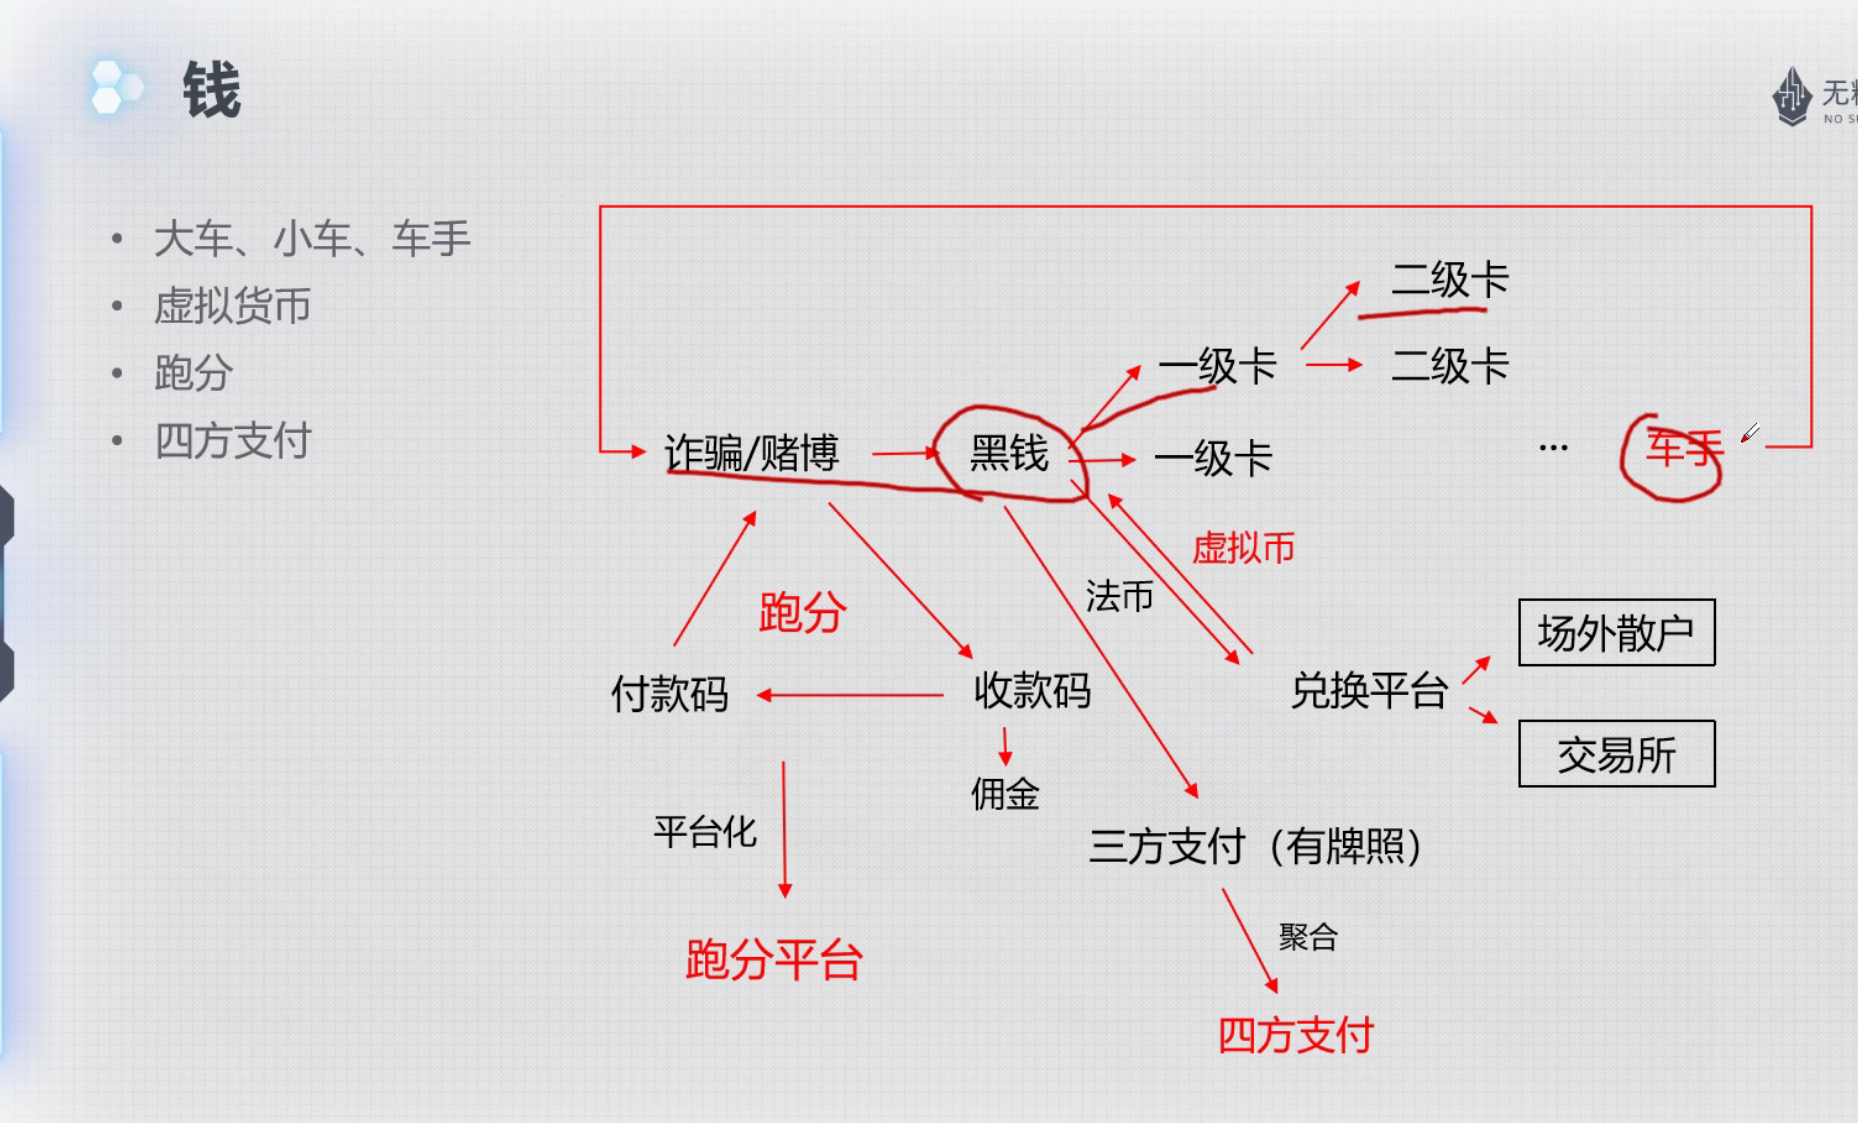 钱
无
NO SU
大车、小车、车手
虚拟货币
跑分
四方支付
二级卡
一级卡
二级卡
诈骗/赌博
黑钱
一级卡
...
车手
虚拟币
法币
跑分
场外散户
付款码
收款码
兑换平台
交易所
佣金
平台化
三方支付（有牌照）
聚合
跑分平台
四方支付